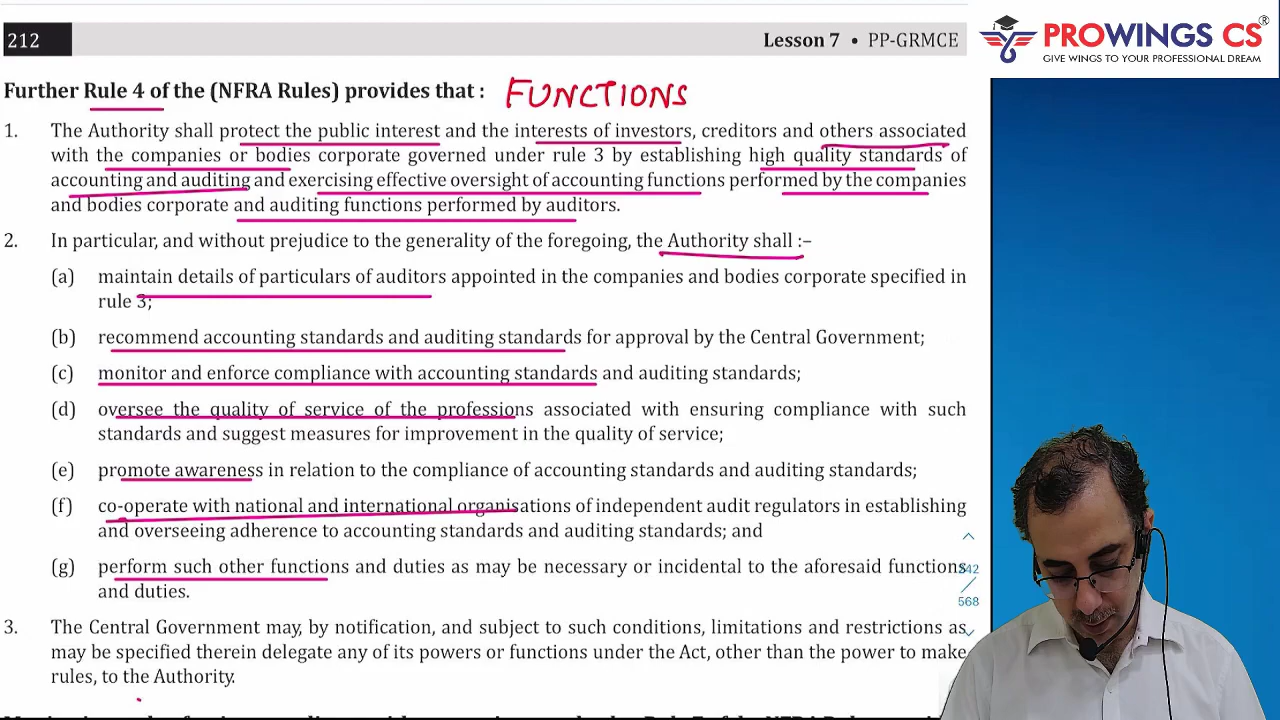 212
Lesson 7 • PP-GRMCE
PROWINGS CS®
GIVE WINGS TO YOUR PROFESSIONAL DREAM
Further Rule 4 of the (NFRA Rules) provides that : FUNCTIONS
1. The Authority shall protect the public interest and the interests of investors, creditors and others associated
with the companies or bodies corporate governed under rule 3 by establishing high quality standards of
accounting and auditing and exercising effective oversight of accounting functions performed by the companies
and bodies corporate and auditing functions performed by auditors.
2. In particular, and without prejudice to the generality of the foregoing, the Authority shall :–
(a) maintain details of particulars of auditors appointed in the companies and bodies corporate specified in
rule 3;
(b) recommend accounting standards and auditing standards for approval by the Central Government;
(c) monitor and enforce compliance with accounting standards and auditing standards;
(d) oversee the quality of service of the professions associated with ensuring compliance with such
standards and suggest measures for improvement in the quality of service;
(e) promote awareness in relation to the compliance of accounting standards and auditing standards;
(f) co-operate with national and international organisations of independent audit regulators in establishing
and overseeing adherence to accounting standards and auditing standards; and
(g) perform such other functions and duties as may be necessary or incidental to the aforesaid functions
and duties.
242
568
3. The Central Government may, by notification, and subject to such conditions, limitations and restrictions as
may be specified therein delegate any of its powers or functions under the Act, other than the power to make
rules, to the Authority.